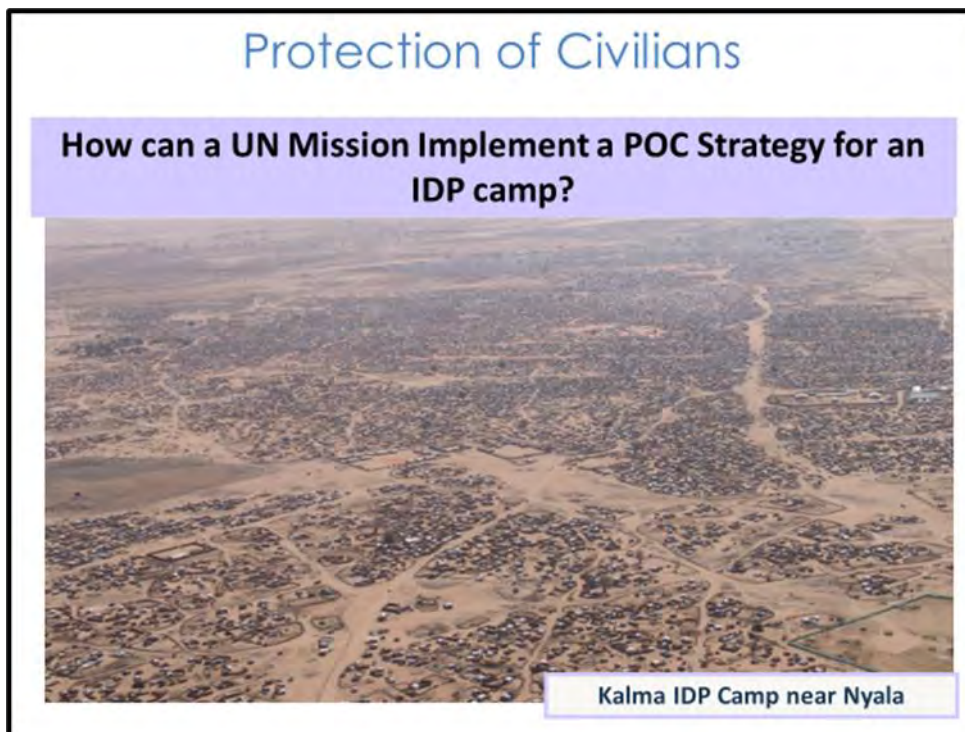 Protection of Civilians
How can a UN Mission Implement a POC Strategy for an
IDP camp?
Kalma IDP Camp near Nyala